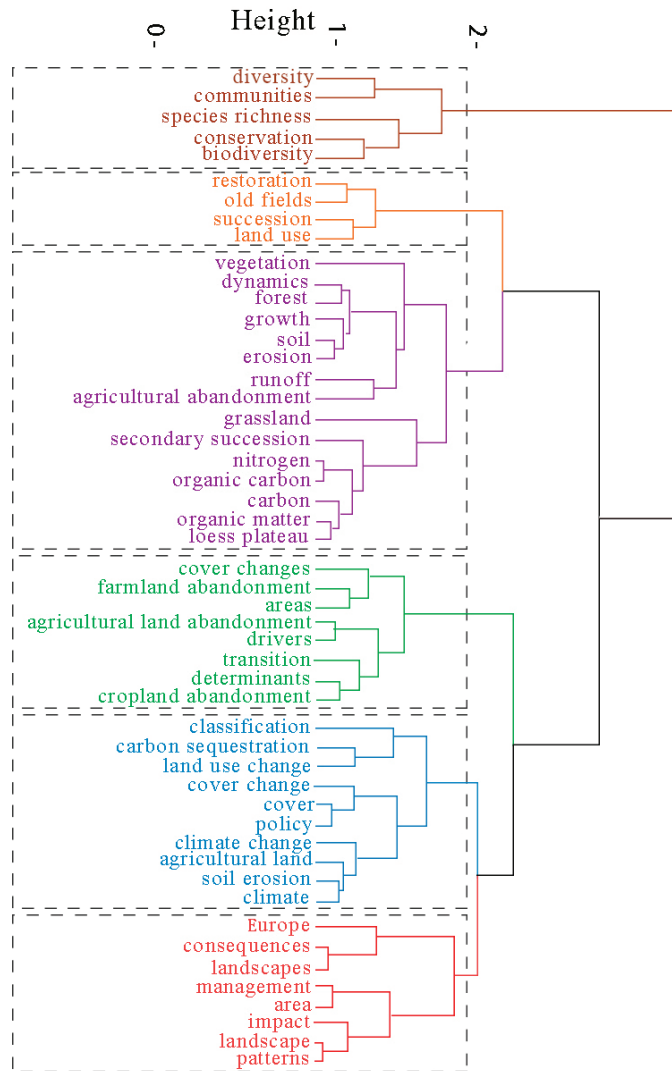 Height
0-
1-
2-
diversity
communities
species richness
conservation
biodiversity
restoration
old fields
succession
land use
vegetation
dynamics
forest
growth
soil
erosion
runoff
agricultural abandonment
grassland
secondary succession
nitrogen
organic carbon
carbon
organic matter
loess plateau
cover changes
farmland abandonment
areas
agricultural land abandonment
drivers
transition
determinants
cropland abandonment
classification
carbon sequestration
land use change
cover change
cover
policy
climate change
agricultural land
soil erosion
climate
Europe
consequences
landscapes
management
area
impact
landscape
patterns